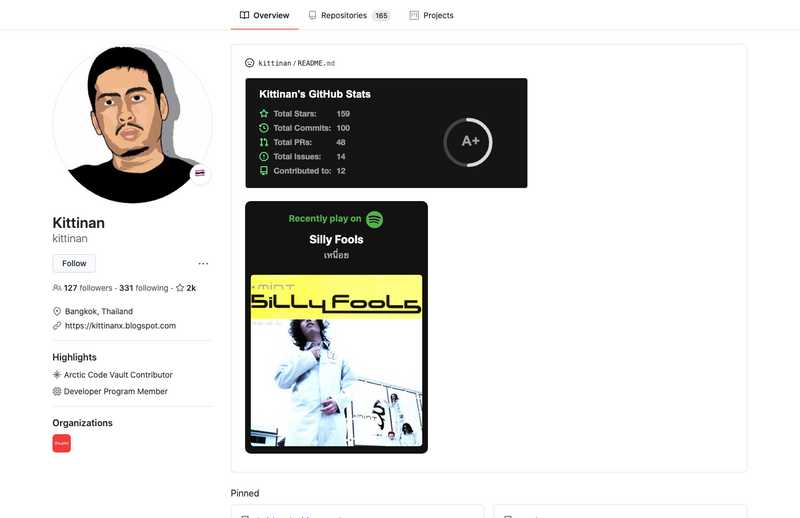 Overview
Repositories 165
Projects
kittinan/README.md
Kittinan's GitHub Stats
Total Stars: 159
Total Commits: 100
Total PRs: 48
Total Issues: 14
Contributed to: 12
A+
Kittinan
kittinan
Follow
127 followers · 331 following · 2k
Bangkok, Thailand
https://kittinanx.blogspot.com
Highlights
Arctic Code Vault Contributor
Developer Program Member
Organizations
Recently play on
Silly Fools
เหนื่อย
MINT
SiLLY FOOLS
MINT
Pinned